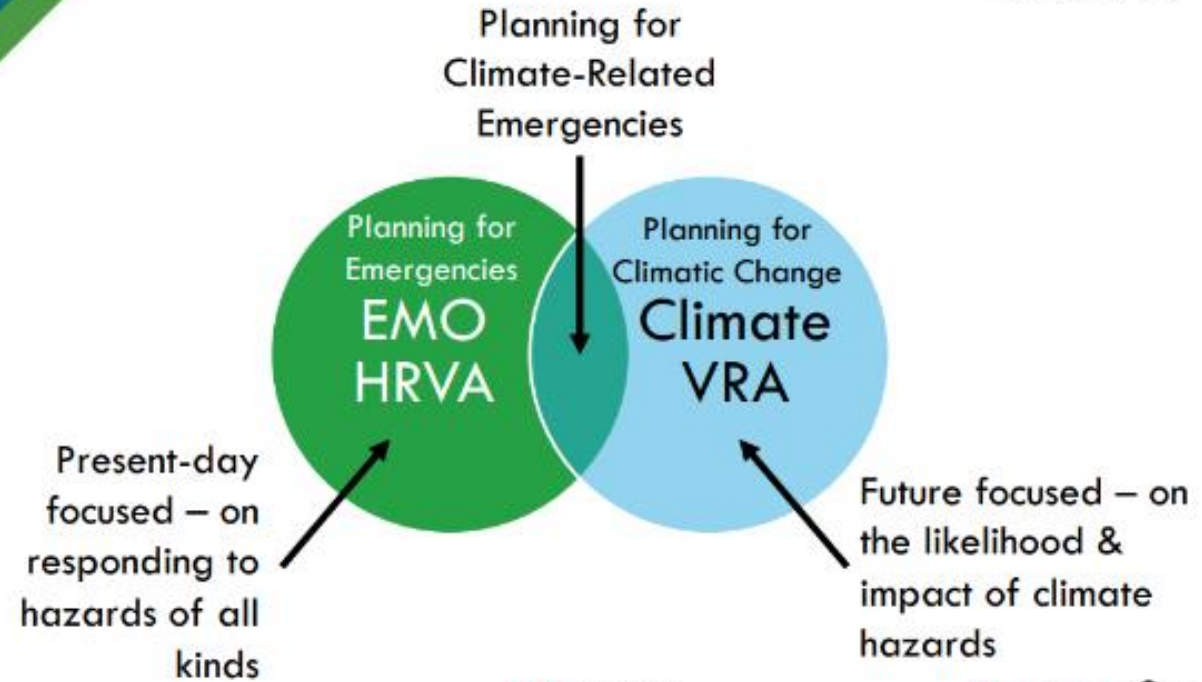 Planning for
Climate-Related
Emergencies
Planning for
Emergencies
EMO
HRVA
Planning for
Climatic Change
Climate
VRA
Present-day
focused – on
responding to
hazards of all
kinds
Future focused – on
the likelihood &
impact of climate
hazards